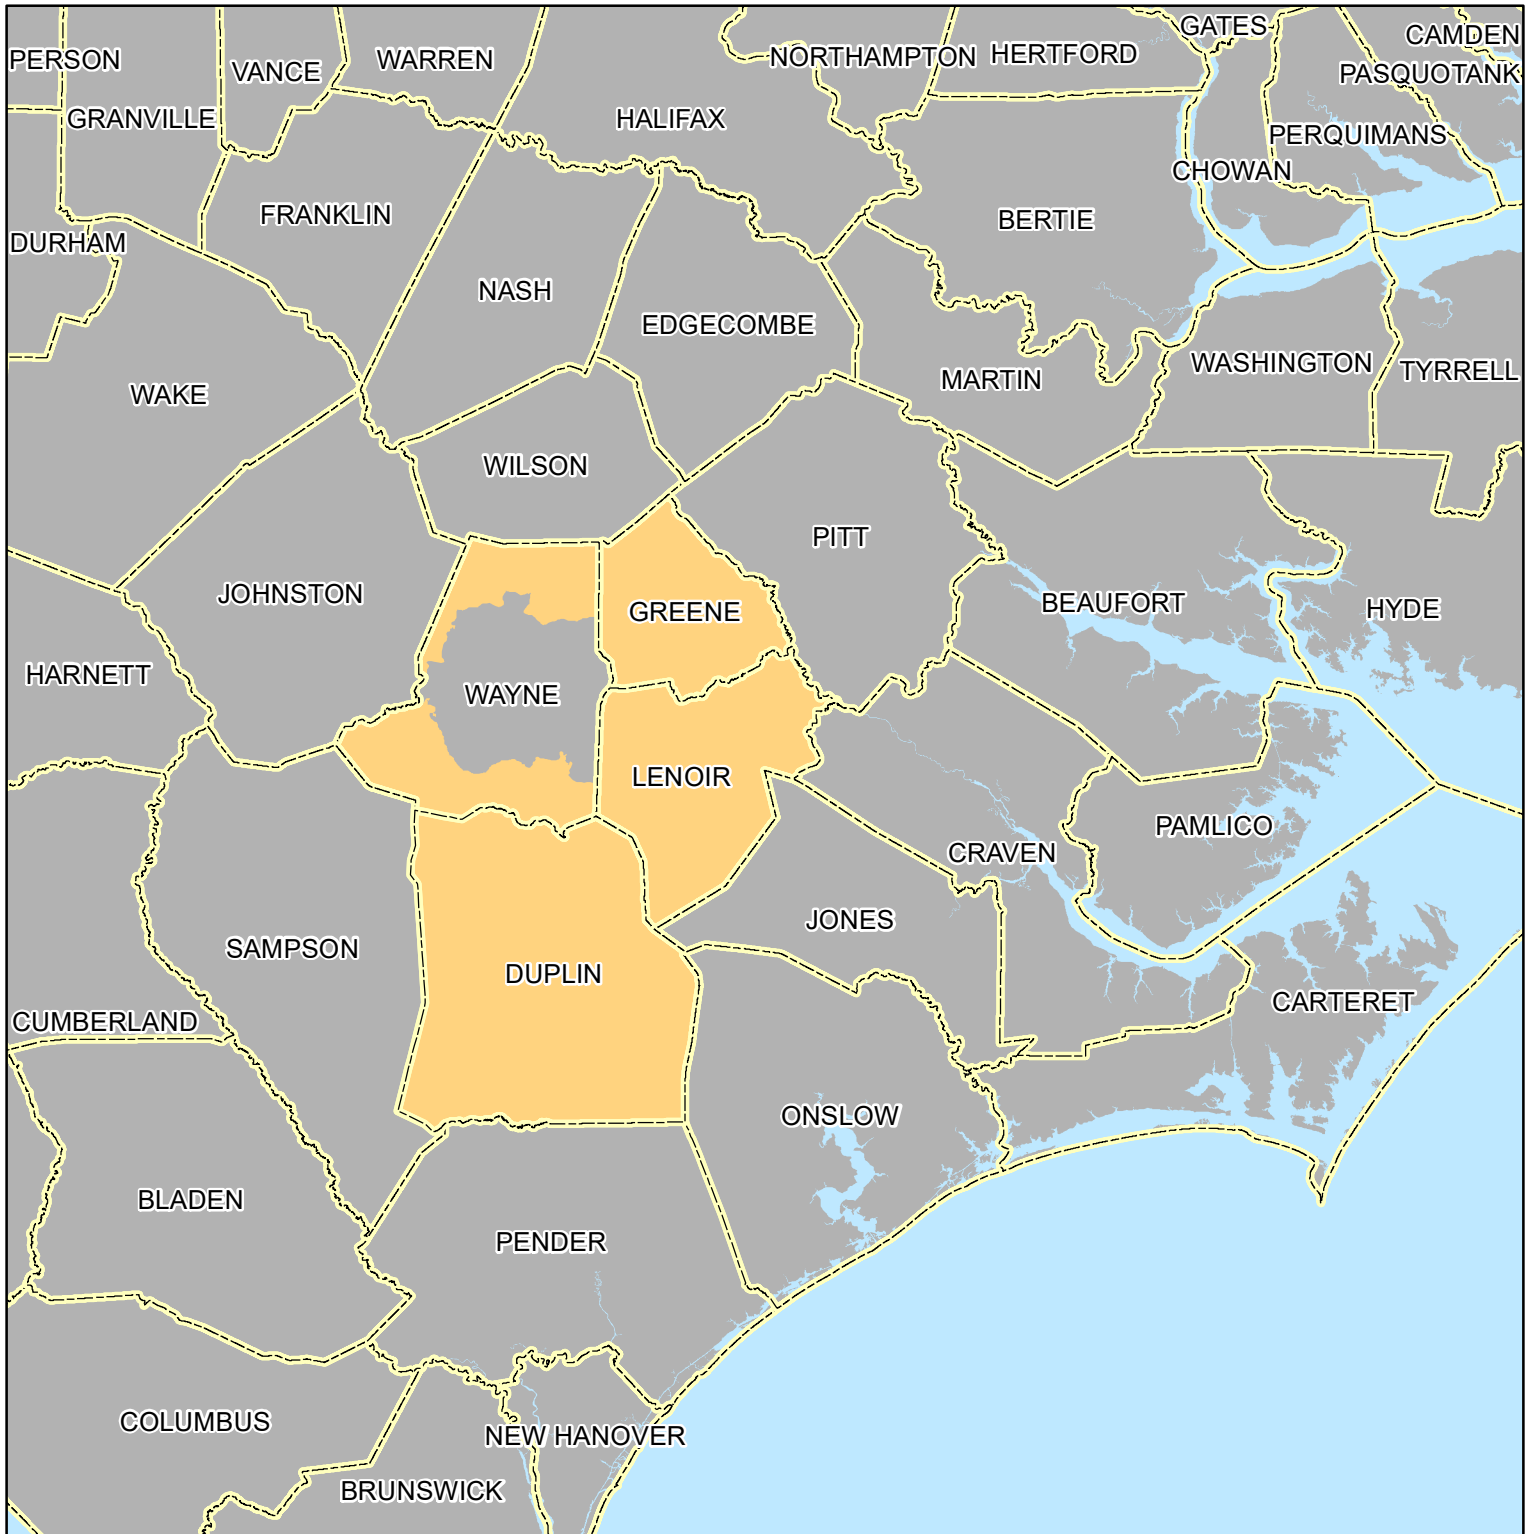 GATES
CAMDEN
PERSON
VANCE
WARREN
NORTHAMPTON
HERTFORD
PASQUOTANK
GRANVILLE
HALIFAX
PERQUIMANS
CHOWAN
FRANKLIN
BERTIE
DURHAM
NASH
EDGECOMBE
WAKE
MARTIN
WASHINGTON
TYRRELL
WILSON
PITT
JOHNSTON
GREENE
BEAUFORT
HYDE
HARNETT
WAYNE
LENOIR
PAMLICO
CRAVEN
JONES
SAMPSON
DUPLIN
CARTERET
CUMBERLAND
ONSLOW
BLADEN
PENDER
COLUMBUS
NEW HANOVER
BRUNSWICK